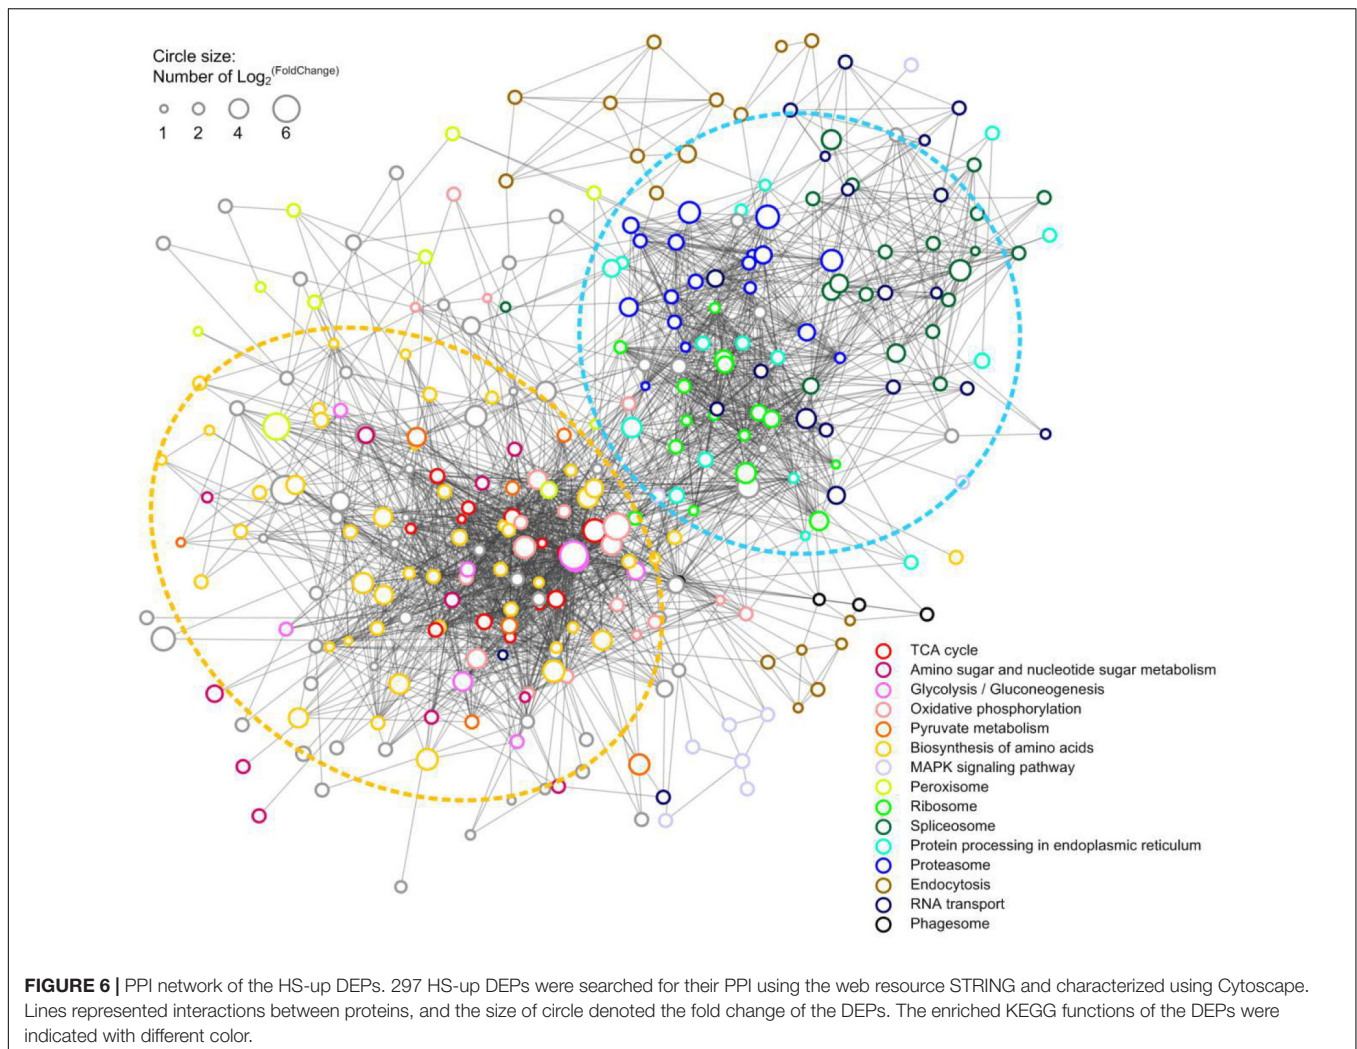 Circle size:
Number of Log2(FoldChange)
1 2 4 6
TCA cycle
Amino sugar and nucleotide sugar metabolism
Glycolysis / Gluconeogenesis
Oxidative phosphorylation
Pyruvate metabolism
Biosynthesis of amino acids
MAPK signaling pathway
Peroxisome
Ribosome
Spliceosome
Protein processing in endoplasmic reticulum
Proteasome
Endocytosis
RNA transport
Phagesome
FIGURE 6 | PPI network of the HS-up DEPs. 297 HS-up DEPs were searched for their PPI using the web resource STRING and characterized using Cytoscape.
Lines represented interactions between proteins, and the size of circle denoted the fold change of the DEPs. The enriched KEGG functions of the DEPs were
indicated with different color.